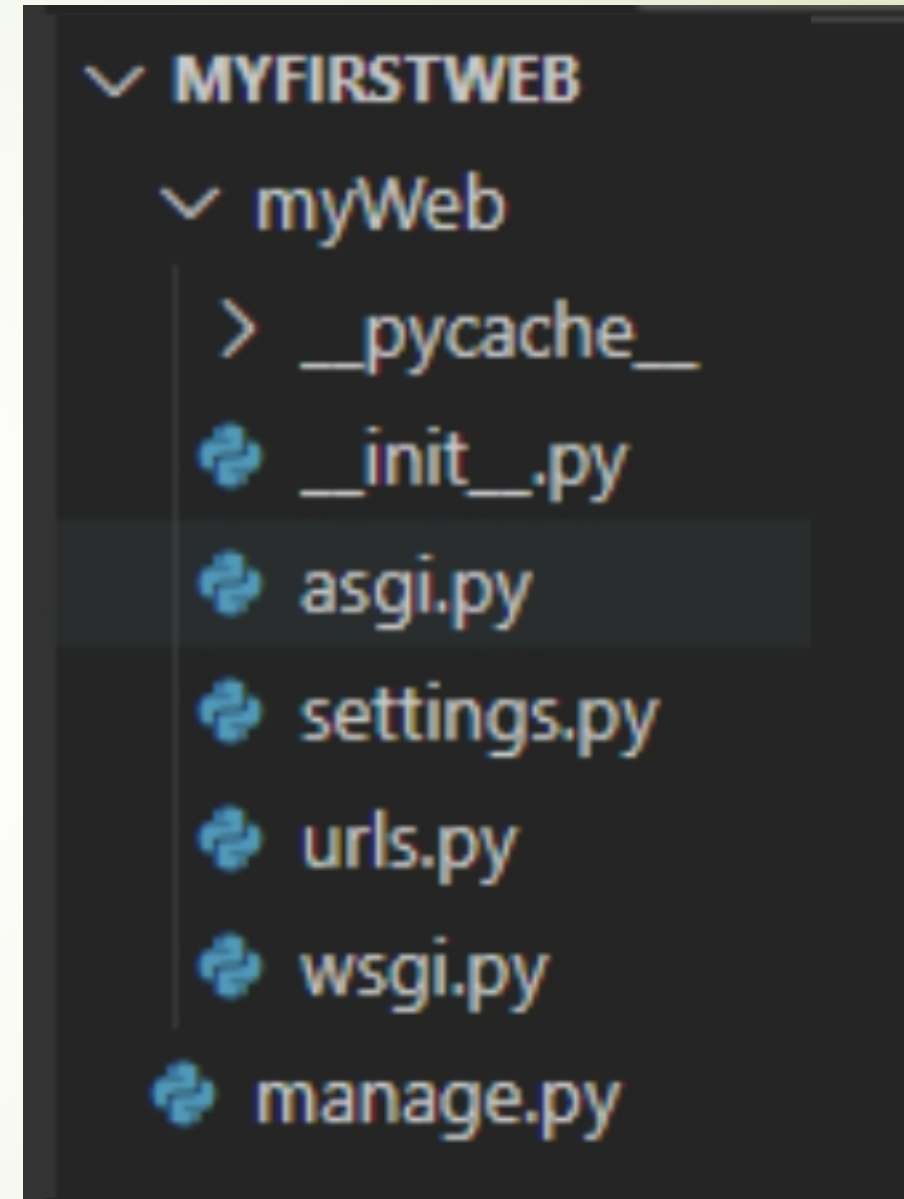 MYFIRSTWEB
myWeb
__pycache__
__init__.py
asgi.py
settings.py
urls.py
wsgi.py
manage.py